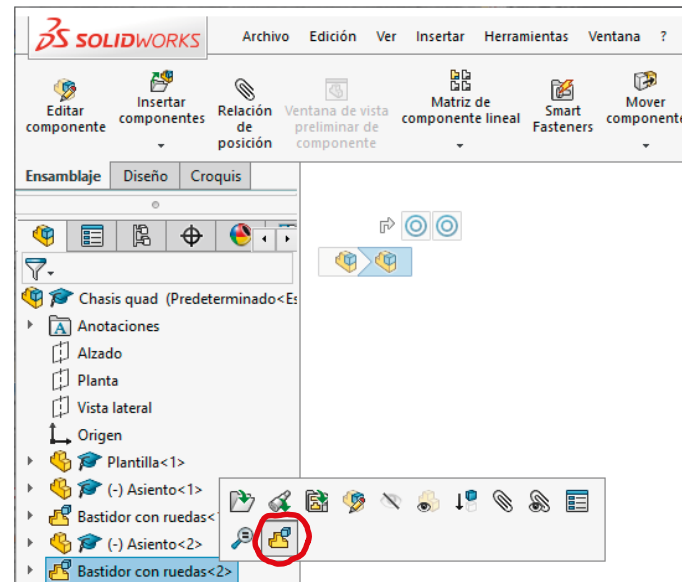 SOLIDWORKS
Archivo Edición Ver Insertar Herramientas Ventana ?
Editar
componente
Insertar
componentes
Relación
de
posición
Ventana de vista
preliminar de
componente
Matriz de
componente lineal
Smart
Fasteners
Mover
componente
Ensamblaje Diseño Croquis
Chasis quad (Predeterminado<Es
A Anotaciones
Alzado
Planta
Vista lateral
Origen
Plantilla<1>
(-) Asiento<1>
Bastidor con ruedas<
(-) Asiento<2>
Bastidor con ruedas<2>